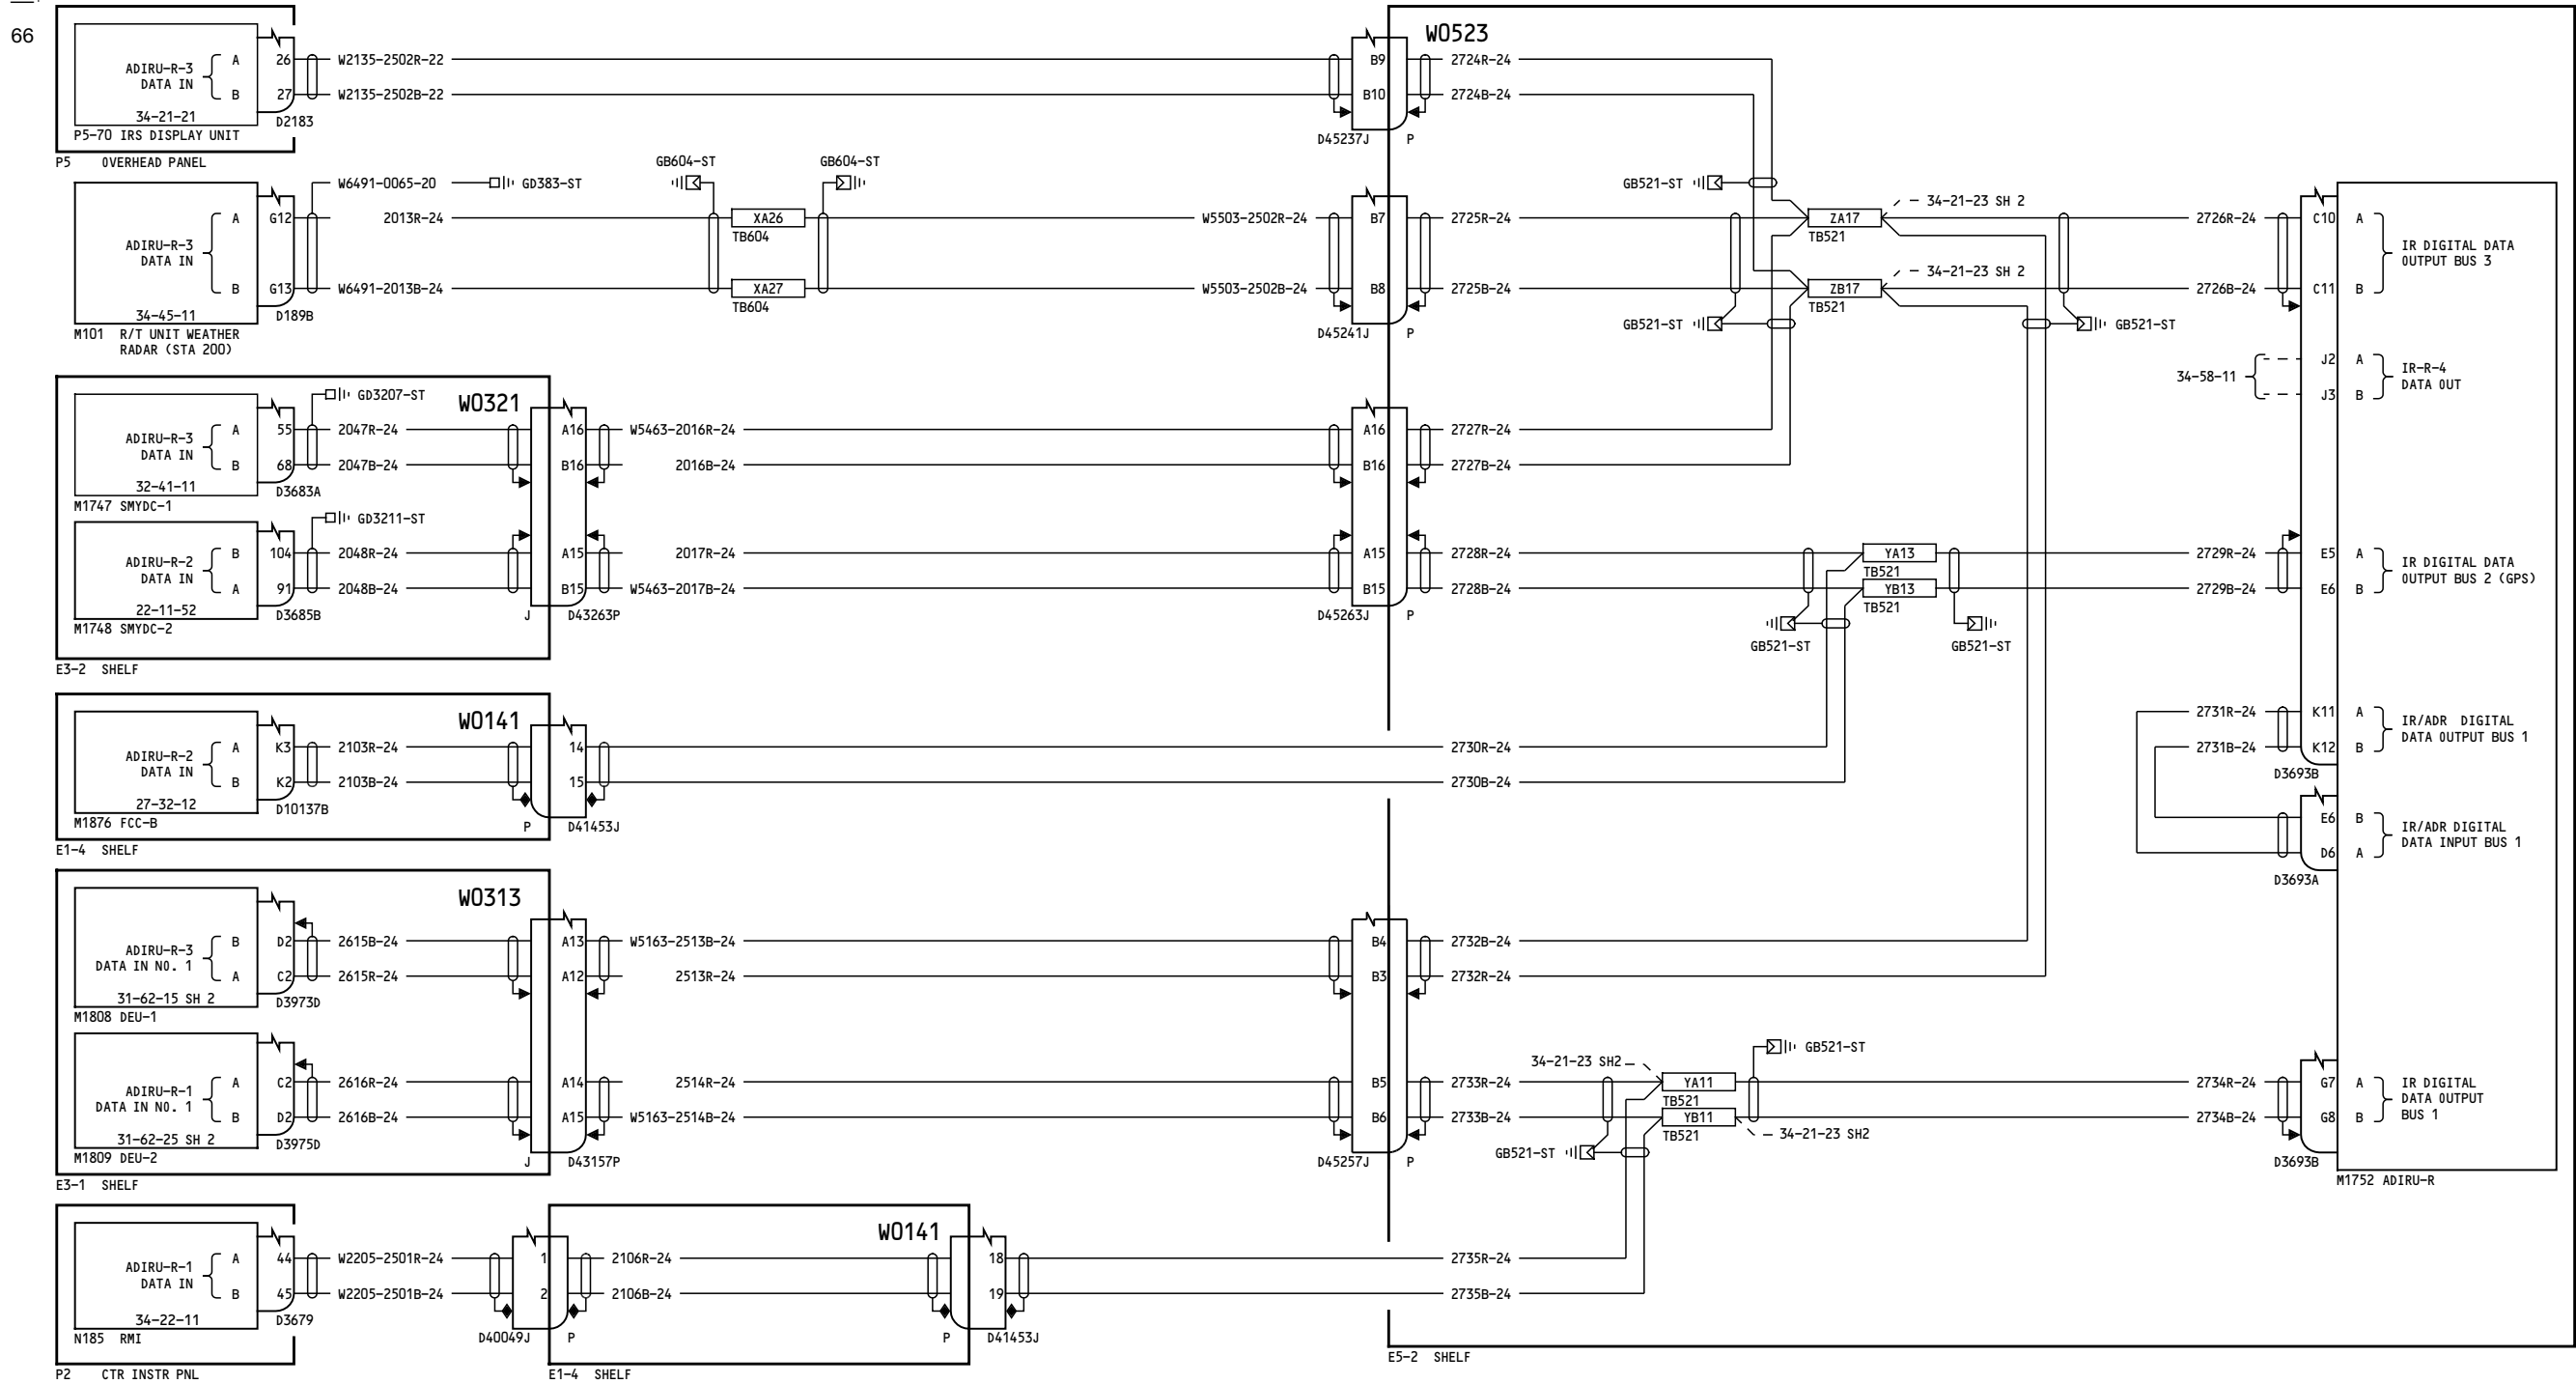 66
W0523
ADIRU-R-3
DATA IN
A 26 W2135-2502R-22 B9 2724R-24
B 27 W2135-2502B-22 B10 2724B-24
34-21-21
D2183
P5-70 IRS DISPLAY UNIT
D45237J P
P5 OVERHEAD PANEL
GB604-ST GB604-ST
W6491-0065-20 GD383-ST GB521-ST
34-21-23 SH 2
A G12 2013R-24 XA26 W5503-2502R-24 B7 2725R-24 ZA17 2726R-24 C10 A
TB604 TB521
ADIRU-R-3
DATA IN
IR DIGITAL DATA
OUTPUT BUS 3
34-21-23 SH 2
B G13 W6491-2013B-24 XA27 W5503-2502B-24 B8 2725B-24 ZB17 2726B-24 C11 B
TB604 TB521
34-45-11
D189B
GB521-ST GB521-ST
M101 R/T UNIT WEATHER
RADAR (STA 200)
D45241J P
34-58-11
J2 A
J3 B
IR-R-4
DATA OUT
GD3207-ST
W0321
ADIRU-R-3
DATA IN
A 55 2047R-24 A16 W5463-2016R-24 A16 2727R-24
B 68 2047B-24 B16 2016B-24 B16 2727B-24
32-41-11
D3683A
M1747 SMYDC-1
GD3211-ST
ADIRU-R-2
DATA IN
B 104 2048R-24 A15 2017R-24 A15 2728R-24 YA13 2729R-24 E5 A
TB521
A 91 2048B-24 B15 W5463-2017B-24 B15 2728B-24 YB13 2729B-24 E6 B
TB521
IR DIGITAL DATA
OUTPUT BUS 2 (GPS)
22-11-52
D3685B
J D43263P D45263J P
M1748 SMYDC-2
GB521-ST GB521-ST
E3-2 SHELF
W0141
ADIRU-R-2
DATA IN
A K3 2103R-24 14 2730R-24
B K2 2103B-24 15 2730B-24
27-32-12
D10137B
M1876 FCC-B
P D41453J
E1-4 SHELF
2731R-24 K11 A
2731B-24 K12 B
IR/ADR DIGITAL
DATA OUTPUT BUS 1
D3693B
E6 B
D6 A
IR/ADR DIGITAL
DATA INPUT BUS 1
D3693A
W0313
ADIRU-R-3
DATA IN NO. 1
B D2 2615B-24 A13 W5163-2513B-24 B4 2732B-24
A C2 2615R-24 A12 2513R-24 B3 2732R-24
31-62-15 SH 2
D3973D
M1808 DEU-1
GB521-ST
34-21-23 SH2
ADIRU-R-1
DATA IN NO. 1
A C2 2616R-24 A14 2514R-24 B5 2733R-24 YA11 2734R-24 G7 A
TB521
B D2 2616B-24 A15 W5163-2514B-24 B6 2733B-24 YB11 2734B-24 G8 B
TB521 34-21-23 SH2
IR DIGITAL
DATA OUTPUT
BUS 1
31-62-25 SH 2
D3975D
GB521-ST
M1809 DEU-2
J D43157P D45257J P D3693B
M1752 ADIRU-R
E3-1 SHELF
W0141
ADIRU-R-1
DATA IN
A 44 W2205-2501R-24 1 2106R-24 18 2735R-24
B 45 W2205-2501B-24 2 2106B-24 19 2735B-24
34-22-11
D3679
N185 RMI
D40049J P P D41453J
E5-2 SHELF
P2 CTR INSTR PNL
E1-4 SHELF